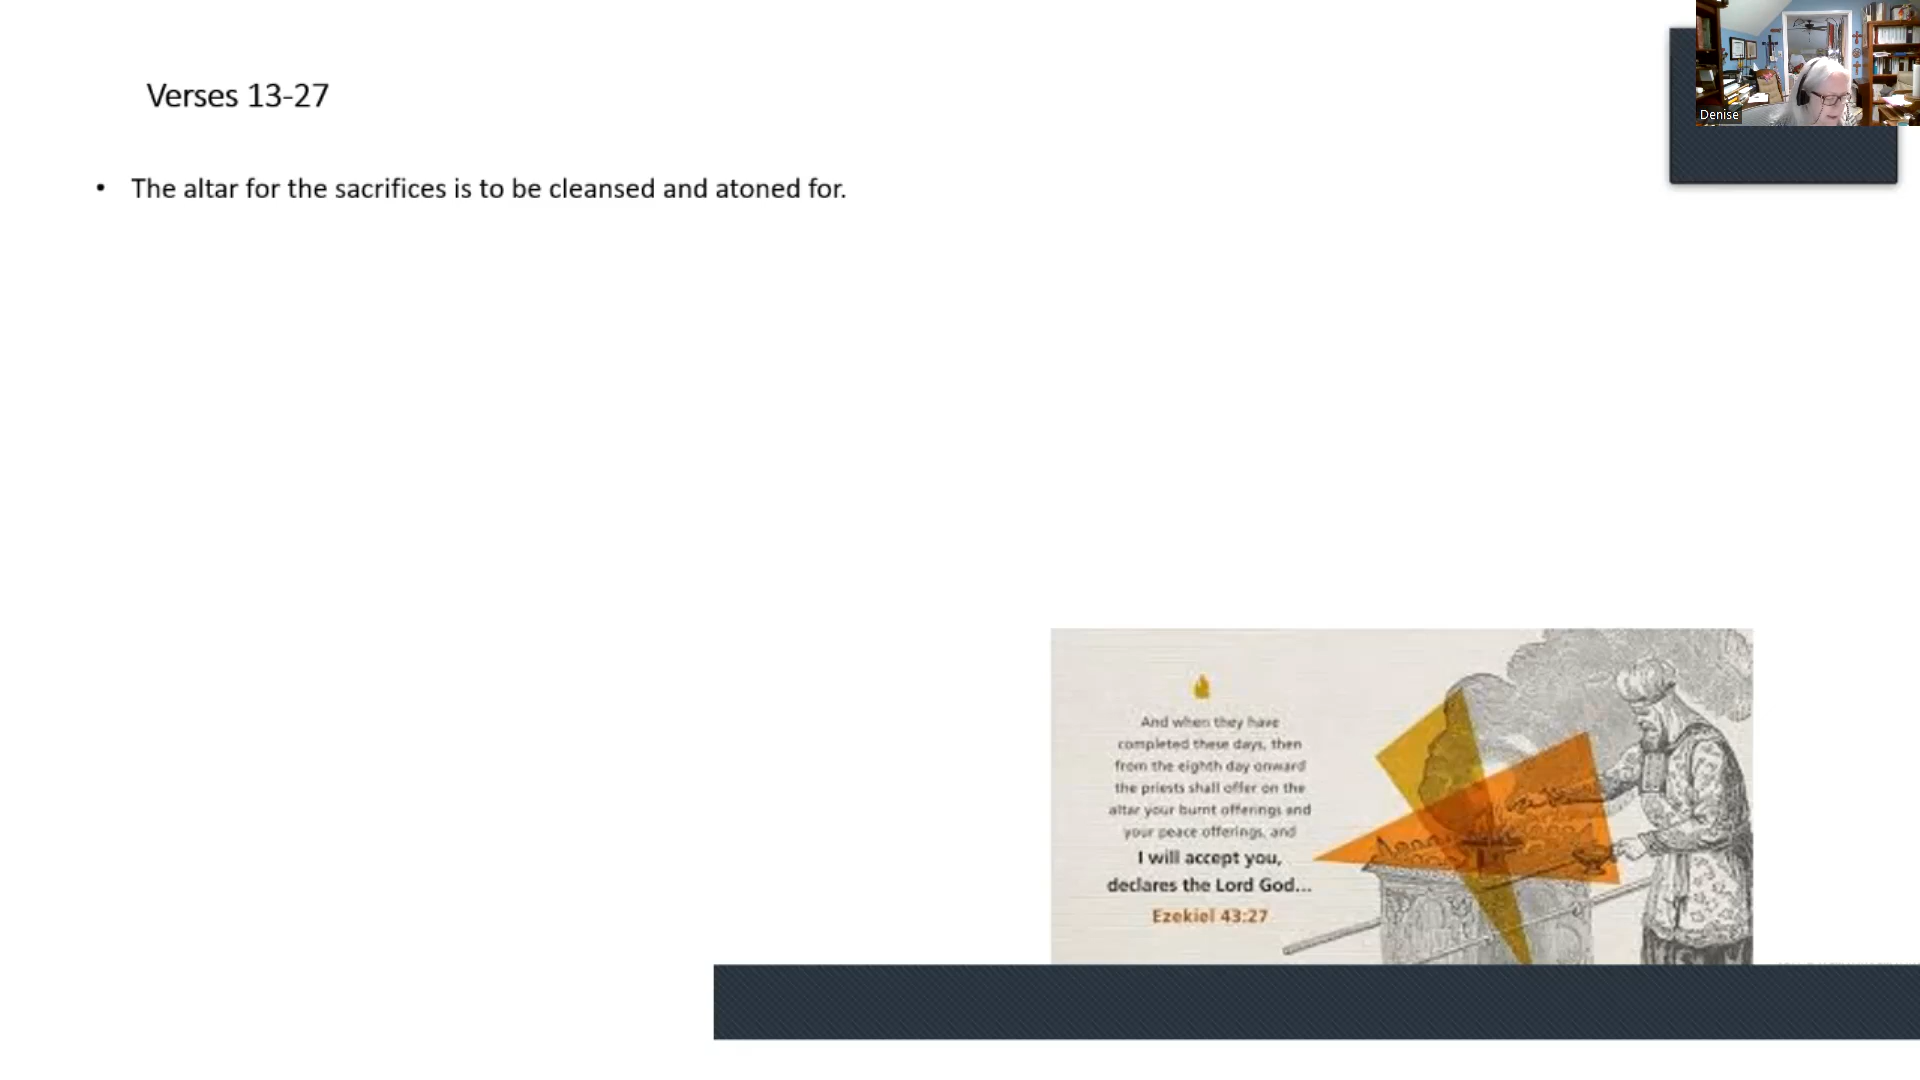 Verses 13-27
Denise
• The altar for the sacrifices is to be cleansed and atoned for.
And when they have
completed these days, then
from the eighth day onward
the priests shall offer on the
altar your burnt offerings and
your peace offerings, and
I will accept you,
declares the Lord God...
Ezekiel 43:27